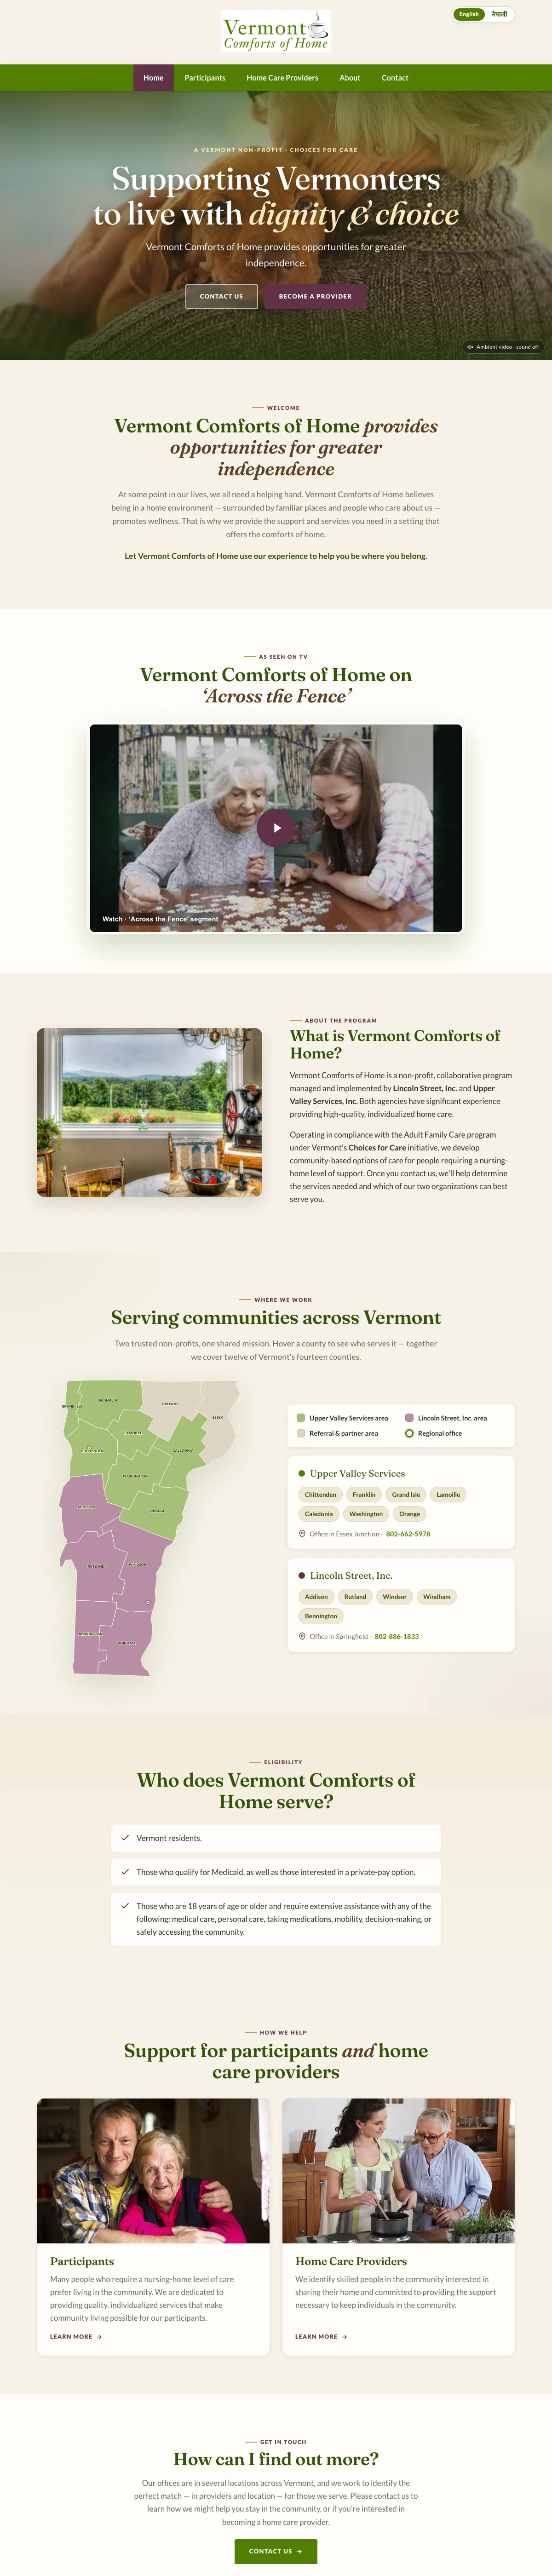 Vermont
Comforts of Home
English नेपाली
Home Participants Home Care Providers About Contact
A VERMONT NON-PROFIT · CHOICES FOR CARE
Supporting Vermonters
to live with dignity & choice
Vermont Comforts of Home provides opportunities for greater
independence.
CONTACT US BECOME A PROVIDER
Ambient video · sound off
WELCOME
Vermont Comforts of Home provides
opportunities for greater
independence
At some point in our lives, we all need a helping hand. Vermont Comforts of Home believes
being in a home environment — surrounded by familiar places and people who care about us —
promotes wellness. That is why we provide the support and services you need in a setting that
offers the comforts of home.
Let Vermont Comforts of Home use our experience to help you be where you belong.
AS SEEN ON TV
Vermont Comforts of Home on
‘Across the Fence’
Watch · ‘Across the Fence’ segment
ABOUT THE PROGRAM
What is Vermont Comforts of
Home?
Vermont Comforts of Home is a non-profit, collaborative program
managed and implemented by Lincoln Street, Inc. and Upper
Valley Services, Inc. Both agencies have significant experience
providing high-quality, individualized home care.
Operating in compliance with the Adult Family Care program
under Vermont's Choices for Care initiative, we develop
community-based options of care for people requiring a nursing-
home level of support. Once you contact us, we'll help determine
the services needed and which of our two organizations can best
serve you.
WHERE WE WORK
Serving communities across Vermont
Two trusted non-profits, one shared mission. Hover a county to see who serves it — together
we cover twelve of Vermont's fourteen counties.
GRAND ISLE
FRANKLIN
ORLEANS
ESSEX
LAMOILLE
CHITTENDEN
CALEDONIA
WASHINGTON
ADDISON
ORANGE
RUTLAND
WINDSOR
BENNINGTON
WINDHAM
Upper Valley Services area Lincoln Street, Inc. area
Referral & partner area Regional office
Upper Valley Services
Chittenden Franklin Grand Isle Lamoille
Caledonia Washington Orange
Office in Essex Junction · 802-662-5978
Lincoln Street, Inc.
Addison Rutland Windsor Windham
Bennington
Office in Springfield · 802-886-1833
ELIGIBILITY
Who does Vermont Comforts of
Home serve?
Vermont residents.
Those who qualify for Medicaid, as well as those interested in a private-pay option.
Those who are 18 years of age or older and require extensive assistance with any of the
following: medical care, personal care, taking medications, mobility, decision-making, or
safely accessing the community.
HOW WE HELP
Support for participants and home
care providers
Participants
Many people who require a nursing-home level of care
prefer living in the community. We are dedicated to
providing quality, individualized services that make
community living possible for our participants.
LEARN MORE →
Home Care Providers
We identify skilled people in the community interested in
sharing their home and committed to providing the support
necessary to keep individuals in the community.
LEARN MORE →
GET IN TOUCH
How can I find out more?
Our offices are in several locations across Vermont, and we work to identify the
perfect match — in providers and location — for those we serve. Please contact us to
learn how we might help you stay in the community, or if you're interested in
becoming a home care provider.
CONTACT US →